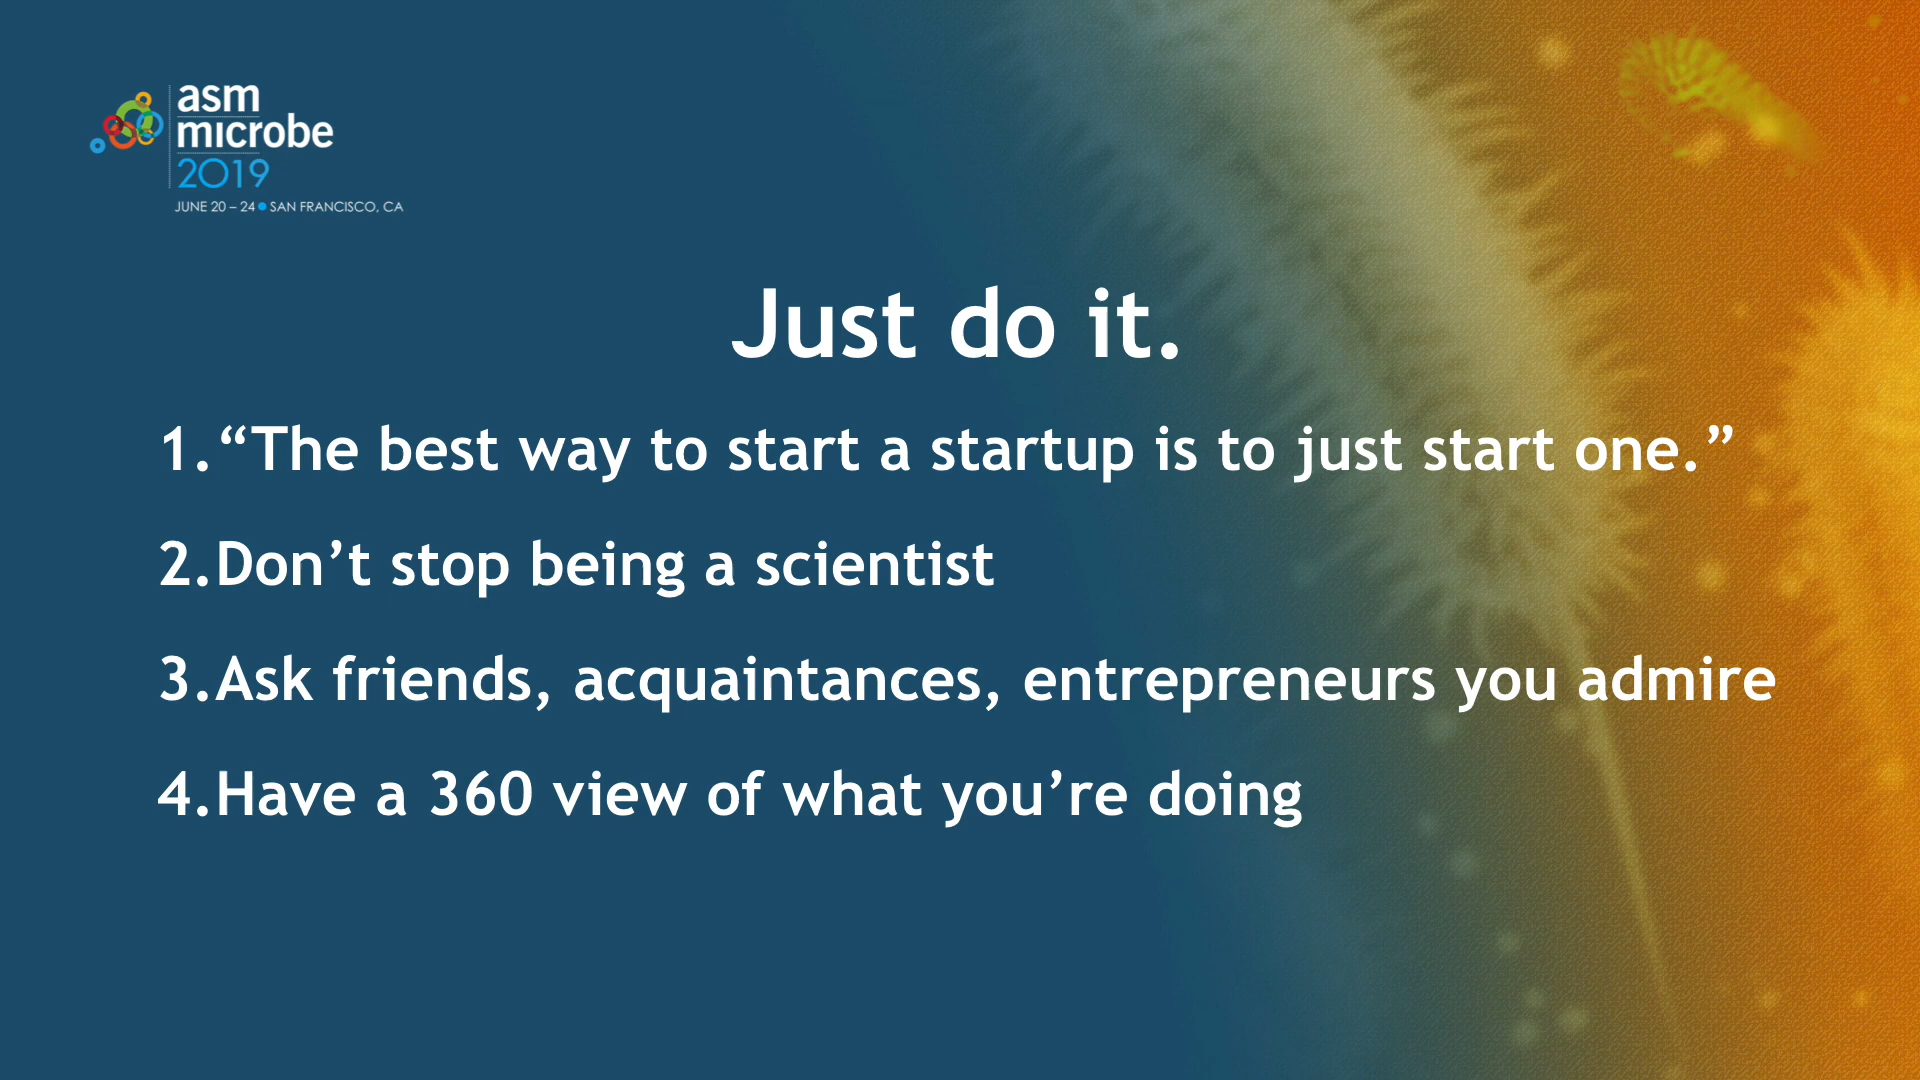 asm
microbe
2019
JUNE 20 – 24 • SAN FRANCISCO, CA
Just do it.
1.“The best way to start a startup is to just start one.”
2.Don’t stop being a scientist
3.Ask friends, acquaintances, entrepreneurs you admire
4.Have a 360 view of what you’re doing